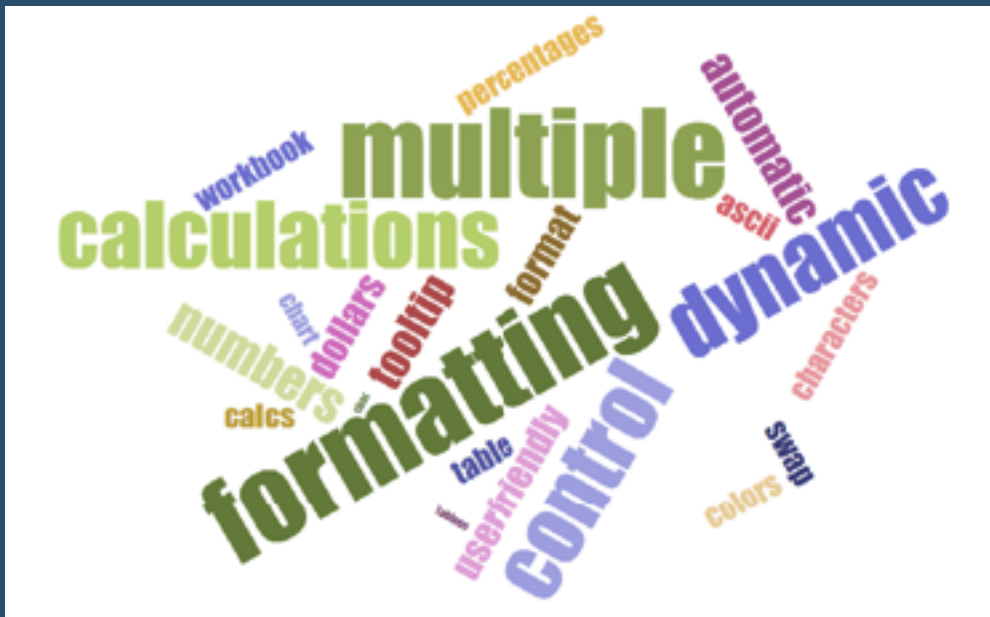 percentages
automatic
multiple
workbook
ascii
calculations
dynamic
format
chart
dollars
tooltip
characters
numbers
formatting
calcs
control
table
userfriendly
swap
colors